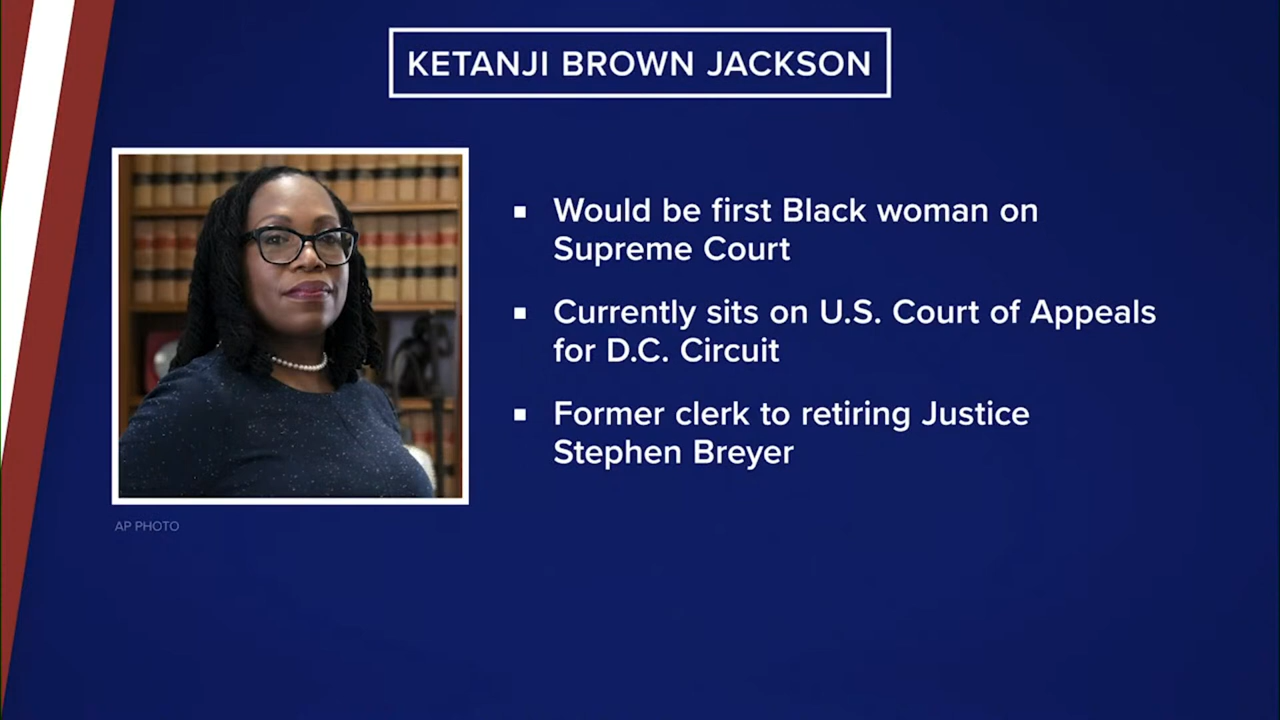 KETANJI BROWN JACKSON
▪ Would be first Black woman on
Supreme Court
▪ Currently sits on U.S. Court of Appeals
for D.C. Circuit
▪ Former clerk to retiring Justice
Stephen Breyer
AP PHOTO